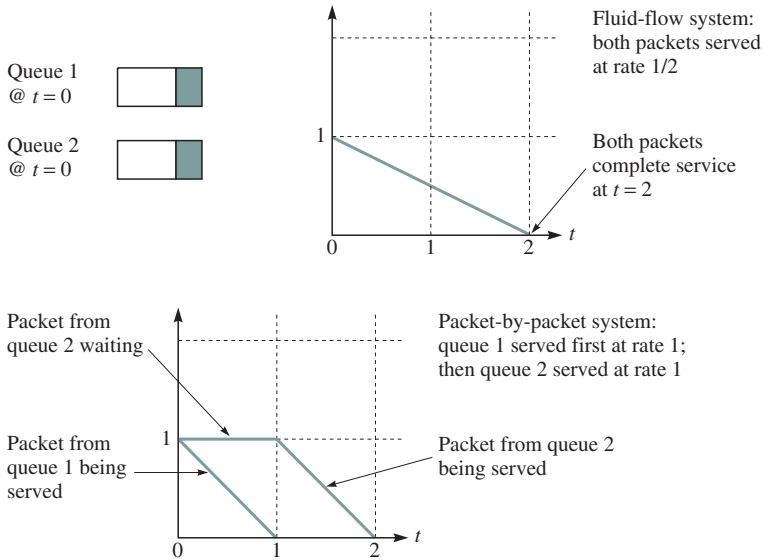 Queue 1
@ t = 0
Queue 2
@ t = 0
Fluid-flow system:
both packets served
at rate 1/2
1
Both packets
complete service
at t = 2
0
1
2
t
Packet from
queue 2 waiting
Packet-by-packet system:
queue 1 served first at rate 1;
then queue 2 served at rate 1
1
Packet from
queue 1 being
served
Packet from queue 2
being served
0
1
2
t